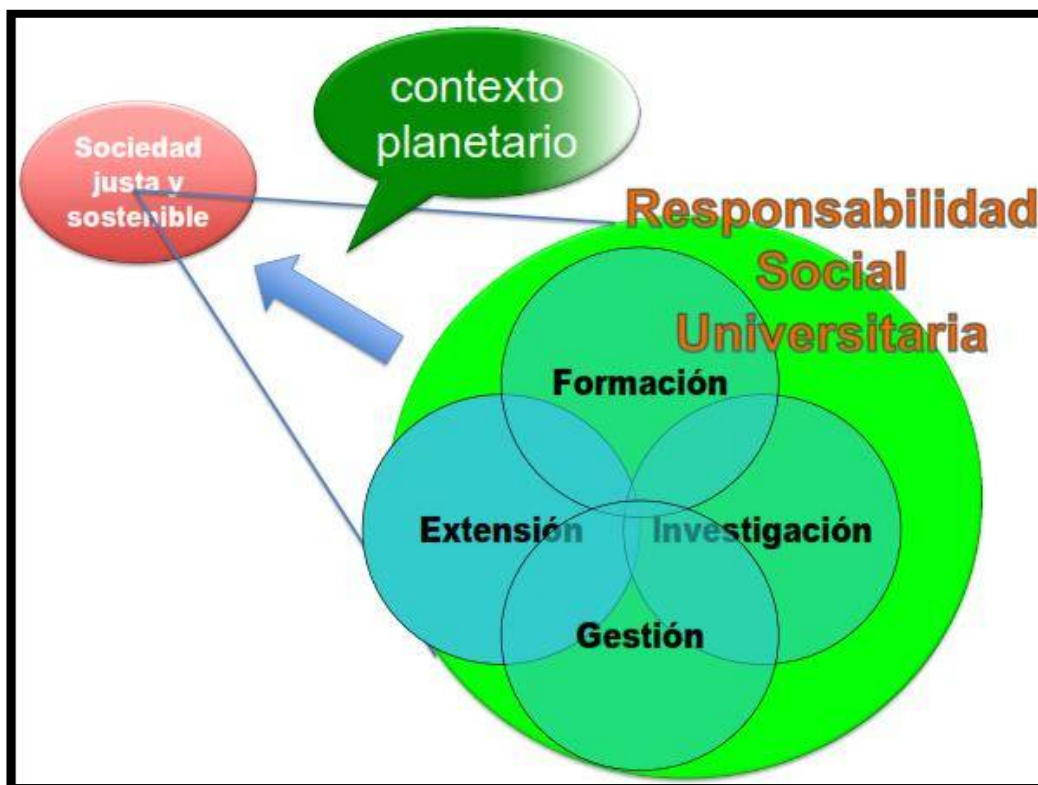 contexto
planetario
Sociedad
justa y
sostenible
Responsabilidad
Social
Universitaria
Formación
Extensión
Investigación
Gestión